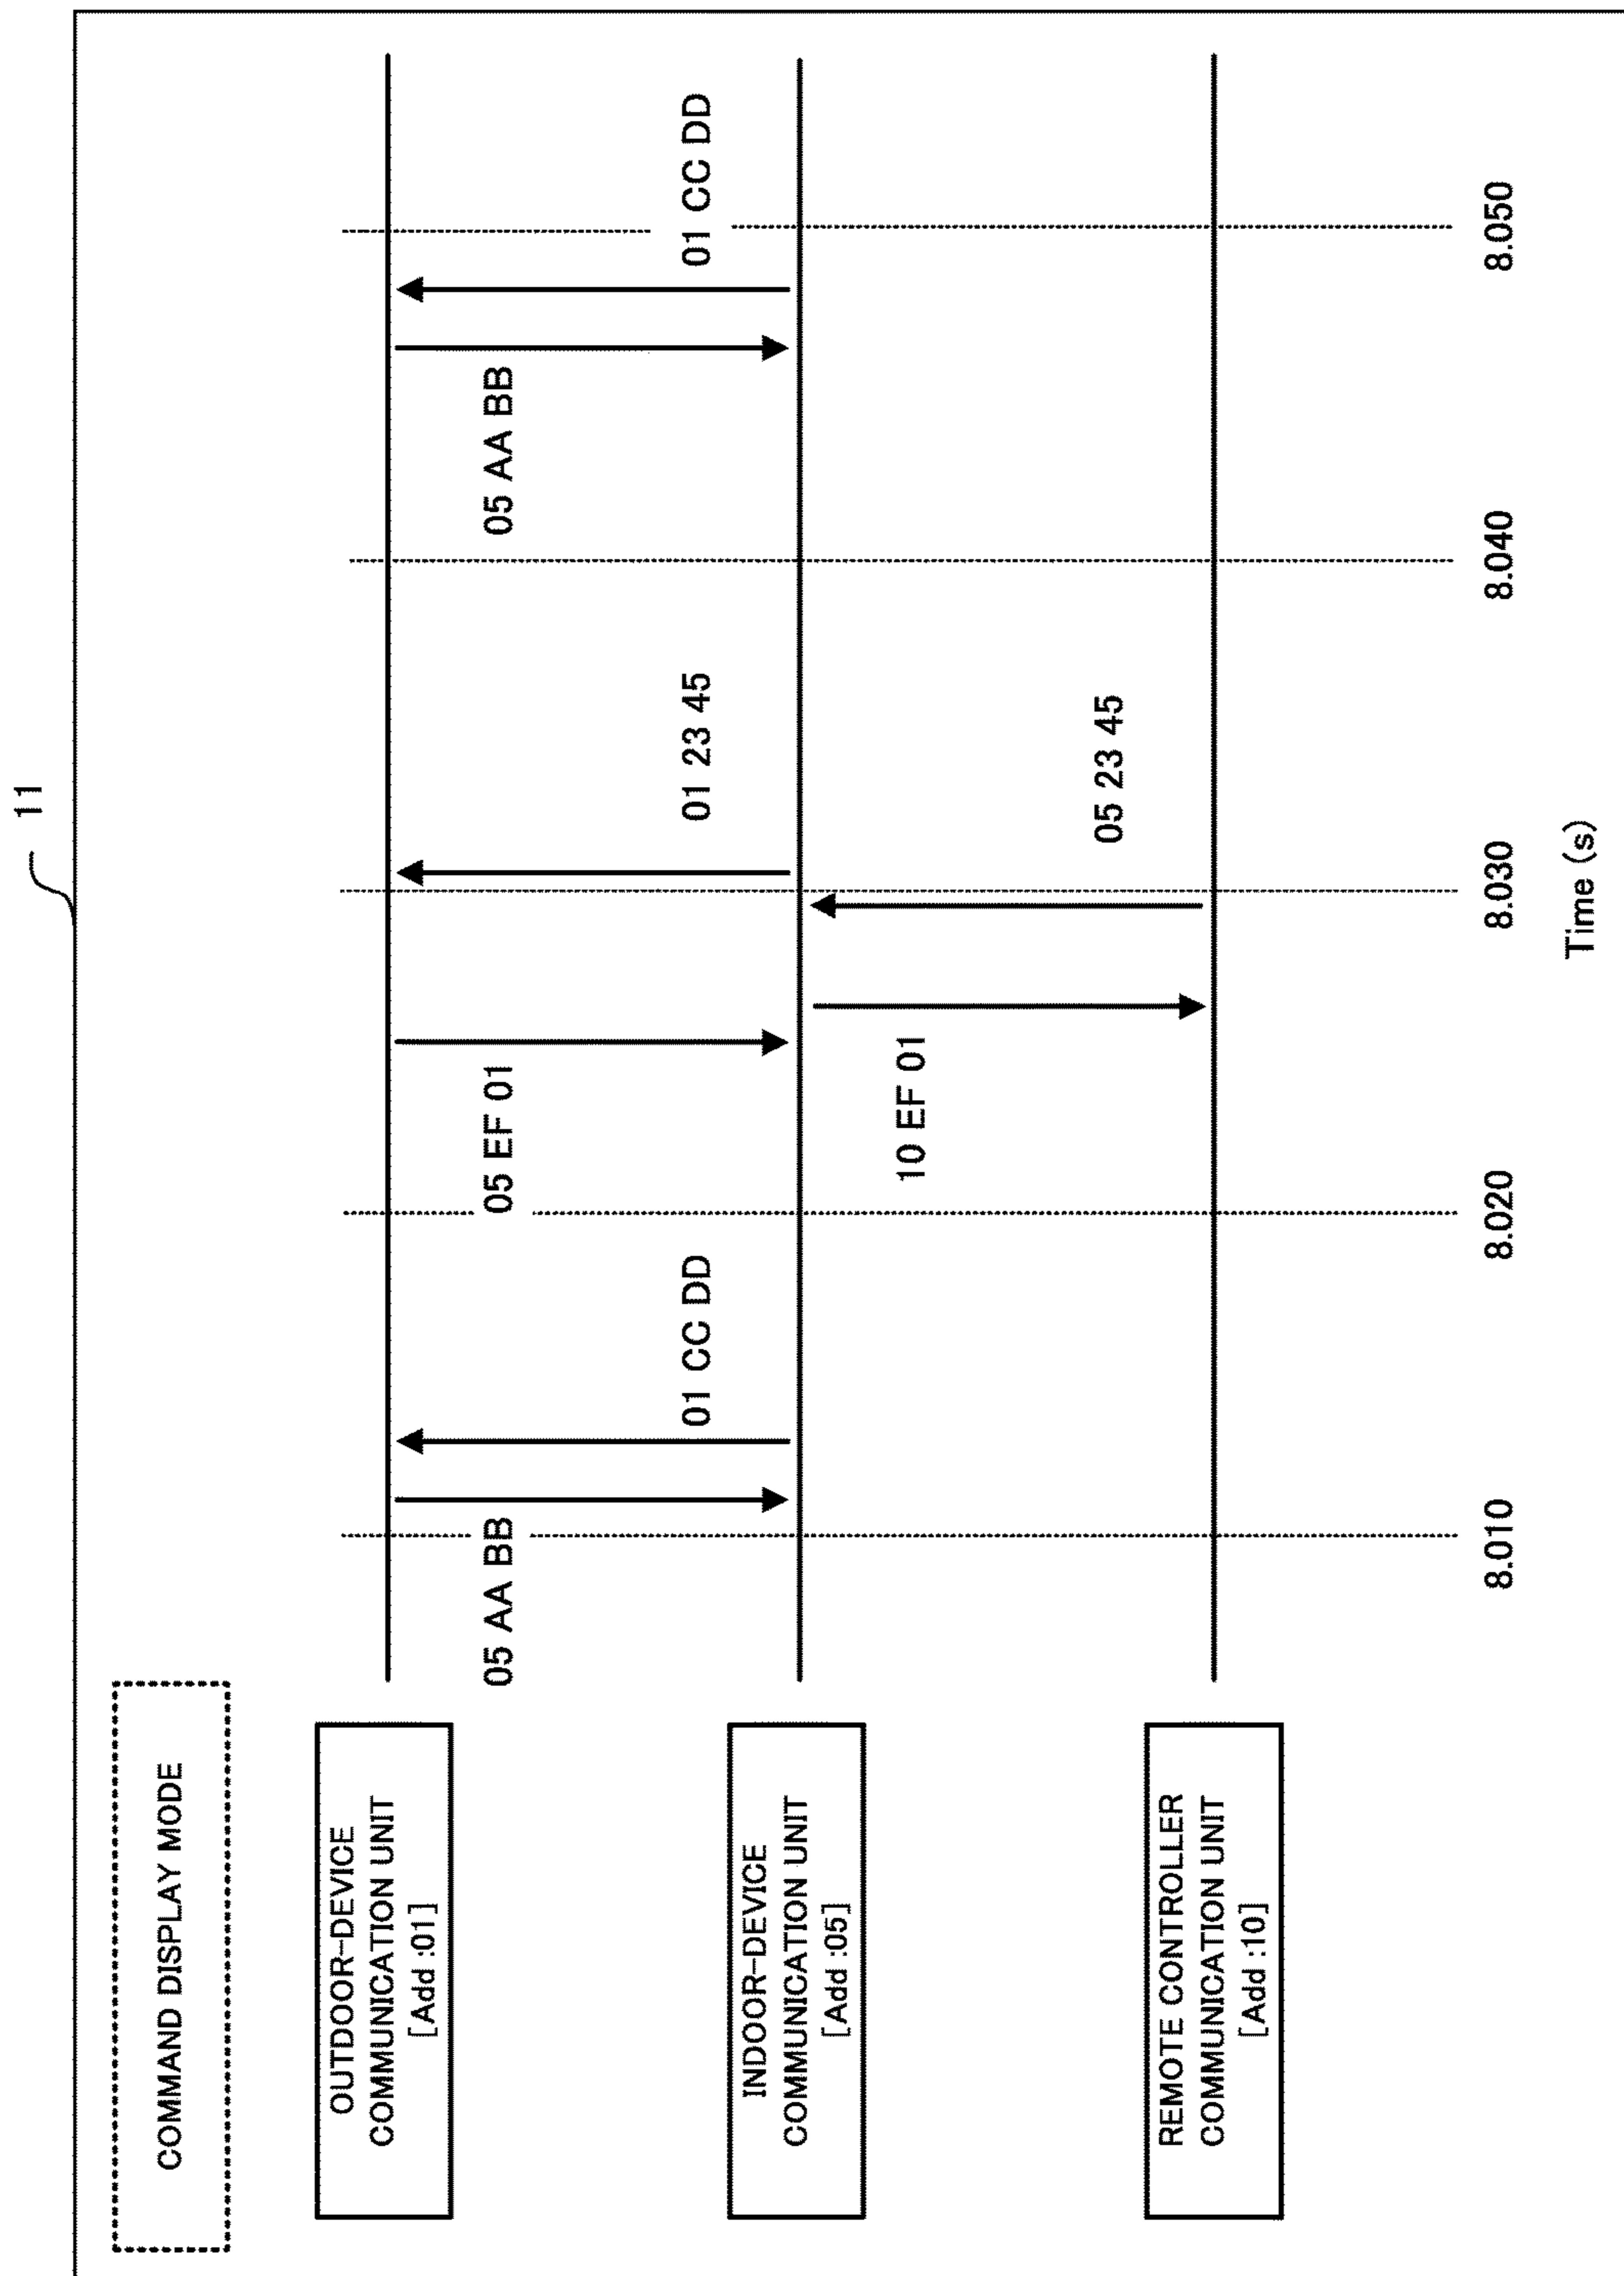 11
COMMAND DISPLAY MODE
OUTDOOR-DEVICE
COMMUNICATION UNIT
[Add :01]
05 AA BB
01 CC DD
05 EF 01
01 23 45
05 AA BB
01 CC DD
INDOOR-DEVICE
COMMUNICATION UNIT
[Add :05]
10 EF 01
05 23 45
REMOTE CONTROLLER
COMMUNICATION UNIT
[Add :10]
8.010
8.020
8.030
8.040
8.050
Time (s)